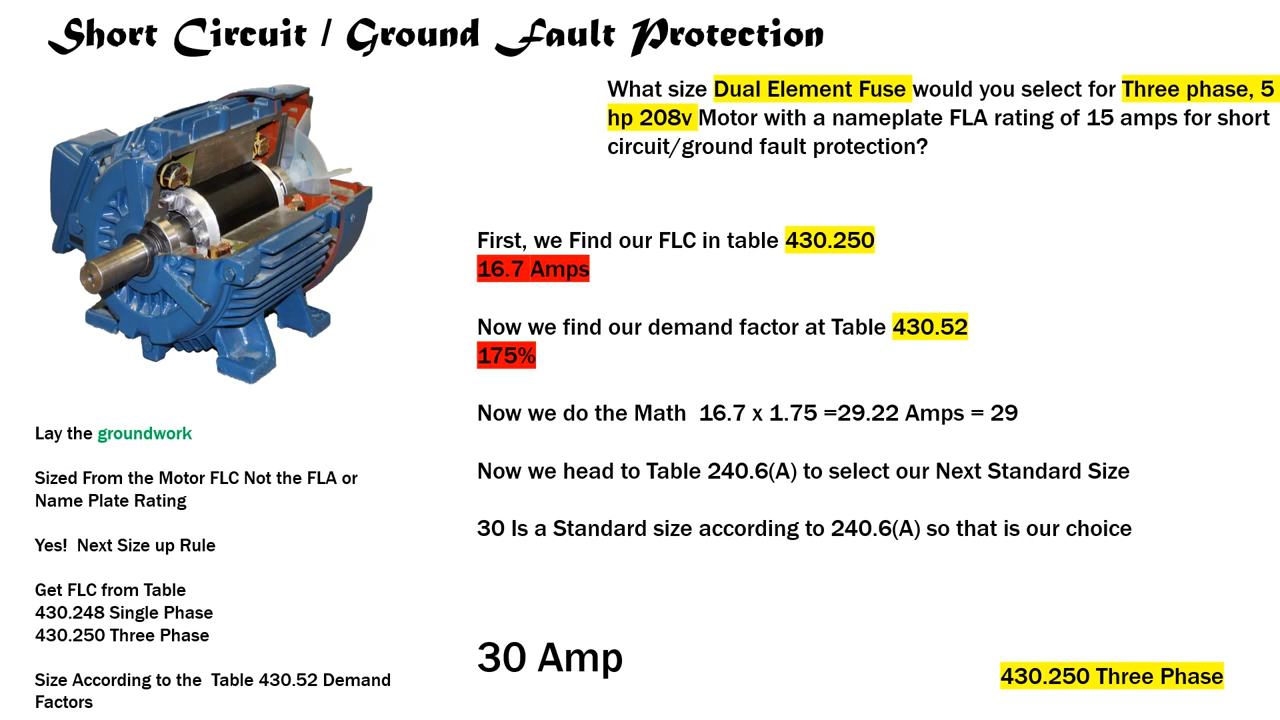 Short Circuit / Ground Fault Protection
What size Dual Element Fuse would you select for Three phase, 5
hp 208v Motor with a nameplate FLA rating of 15 amps for short
circuit/ground fault protection?
First, we Find our FLC in table 430.250
16.7 Amps
Now we find our demand factor at Table 430.52
175%
Now we do the Math  16.7 x 1.75 =29.22 Amps = 29
Now we head to Table 240.6(A) to select our Next Standard Size
30 Is a Standard size according to 240.6(A) so that is our choice
30 Amp
Lay the groundwork
Sized From the Motor FLC Not the FLA or
Name Plate Rating
Yes!  Next Size up Rule
Get FLC from Table
430.248 Single Phase
430.250 Three Phase
Size According to the  Table 430.52 Demand
Factors
430.250 Three Phase